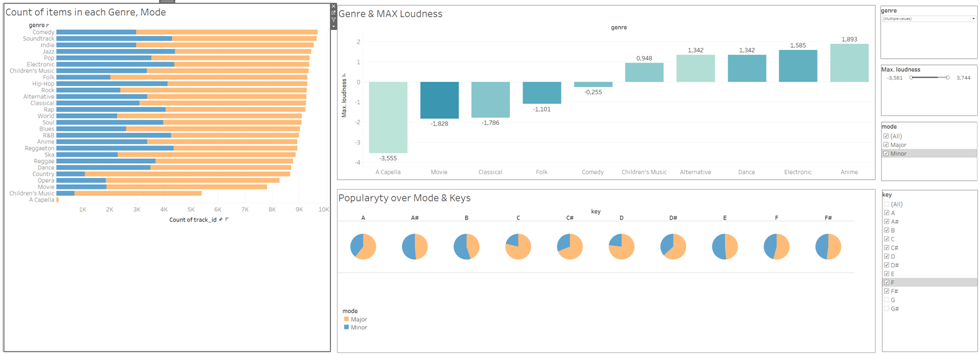 Count of items in each Genre, Mode
genre
Comedy
Soundtrack
Indie
Jazz
Pop
Electronic
Children's Music
Folk
Hip-Hop
Rock
Alternative
Classical
Rap
World
Soul
Blues
R&B
Anime
Reggaeton
Ska
Reggae
Dance
Country
Opera
Movie
Children's Music
A Capella
0K 1K 2K 3K 4K 5K 6K 7K 8K 9K 10K
Count of track_id
Genre & MAX Loudness
genre
Max. loudness
2
1
0
-1
-2
-3
-4
-3,555
-1,828
-1,786
-1,101
-0,255
0,948
1,342
1,342
1,585
1,893
A Capella Movie Classical Folk Comedy Children's Music Alternative Dance Electronic Anime
Popularyty over Mode & Keys
key
A A# B C C# D D# E F F#
mode
Major
Minor
genre
(Multiple values)
Max. loudness
-3,581 3,744
mode
(All)
Major
Minor
key
(All)
A
A#
B
C
C#
D
D#
E
F
F#
G
G#